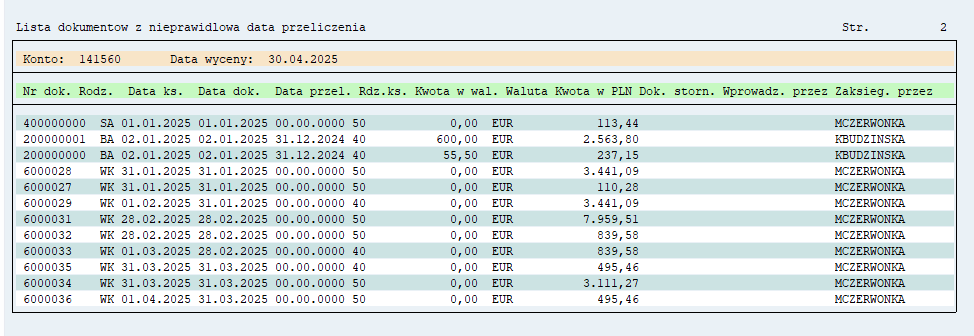 Lista dokumentow z nieprawidlowa data przeliczenia Str. 2
Konto: 141560 Data wyceny: 30.04.2025
Nr dok. Rodz. Data ks. Data dok. Data przel. Rdz.ks. Kwota w wal. Waluta Kwota w PLN Dok. storn. Wprowadz. przez Zaksieg. przez
400000000 SA 01.01.2025 01.01.2025 00.00.0000 50 0,00 EUR 113,44 MCZERWONKA
200000001 BA 02.01.2025 02.01.2025 31.12.2024 40 600,00 EUR 2.563,80 KBUDZINSKA
200000000 BA 02.01.2025 02.01.2025 31.12.2024 40 55,50 EUR 237,15 KBUDZINSKA
6000028 WK 31.01.2025 31.01.2025 00.00.0000 50 0,00 EUR 3.441,09 MCZERWONKA
6000027 WK 31.01.2025 31.01.2025 00.00.0000 50 0,00 EUR 110,28 MCZERWONKA
6000029 WK 01.02.2025 31.01.2025 00.00.0000 40 0,00 EUR 3.441,09 MCZERWONKA
6000031 WK 28.02.2025 28.02.2025 00.00.0000 50 0,00 EUR 7.959,51 MCZERWONKA
6000032 WK 28.02.2025 28.02.2025 00.00.0000 50 0,00 EUR 839,58 MCZERWONKA
6000033 WK 01.03.2025 28.02.2025 00.00.0000 40 0,00 EUR 839,58 MCZERWONKA
6000035 WK 31.03.2025 31.03.2025 00.00.0000 40 0,00 EUR 495,46 MCZERWONKA
6000034 WK 31.03.2025 31.03.2025 00.00.0000 50 0,00 EUR 3.111,27 MCZERWONKA
6000036 WK 01.04.2025 31.03.2025 00.00.0000 50 0,00 EUR 495,46 MCZERWONKA